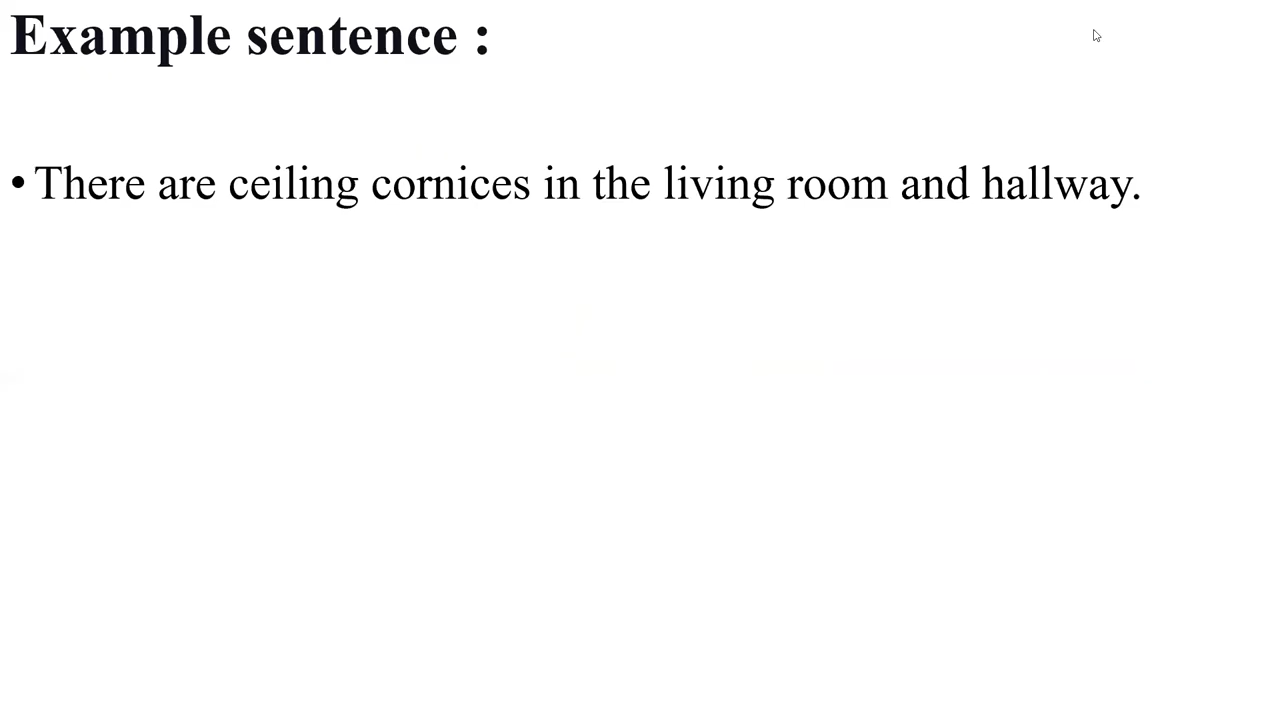 Example sentence :
• There are ceiling cornices in the living room and hallway.